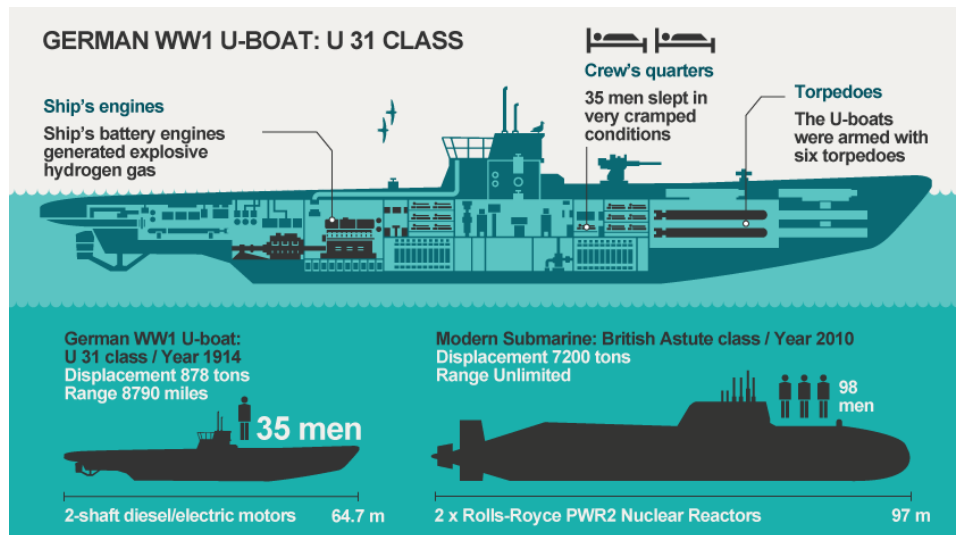 GERMAN WW1 U-BOAT: U 31 CLASS
Ship's engines
Ship's battery engines
generated explosive
hydrogen gas
Crew's quarters
35 men slept in
very cramped
conditions
Torpedoes
The U-boats
were armed with
six torpedoes
German WW1 U-boat:
U 31 class / Year 1914
Displacement 878 tons
Range 8790 miles
35 men
2-shaft diesel/electric motors
64.7 m
Modern Submarine: British Astute class / Year 2010
Displacement 7200 tons
Range Unlimited
98
men
2 x Rolls-Royce PWR2 Nuclear Reactors
97 m